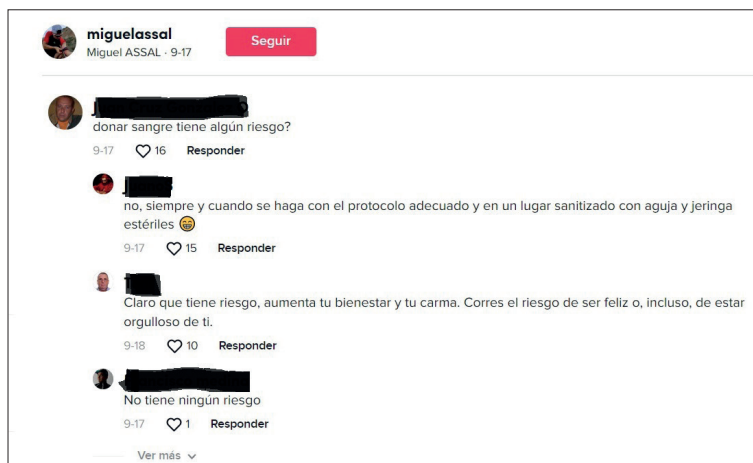 miguelassal
Miguel ASSAL · 9-17
Seguir
donar sangre tiene algún riesgo?
9-17 16 Responder
no, siempre y cuando se haga con el protocolo adecuado y en un lugar sanitizado con aguja y jeringa
estériles 😁
9-17 15 Responder
Claro que tiene riesgo, aumenta tu bienestar y tu carma. Corres el riesgo de ser feliz o, incluso, de estar
orgulloso de ti.
9-18 10 Responder
No tiene ningún riesgo
9-17 1 Responder
Ver más